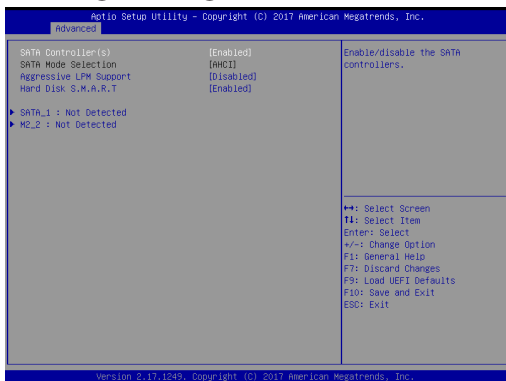 Aptio Setup Utility – Copyright (C) 2017 American Megatrends, Inc.
Advanced
SATA Controller(s) [Enabled]
SATA Mode Selection [AHCI]
Aggressive LPM Support [Disabled]
Hard Disk S.M.A.R.T [Enabled]
▶ SATA_1 : Not Detected
▶ M2_2 : Not Detected
Enable/disable the SATA
controllers.
↔: Select Screen
↑↓: Select Item
Enter: Select
+/-: Change Option
F1: General Help
F7: Discard Changes
F9: Load UEFI Defaults
F10: Save and Exit
ESC: Exit
Version 2.17.1249. Copyright (C) 2017 American Megatrends, Inc.